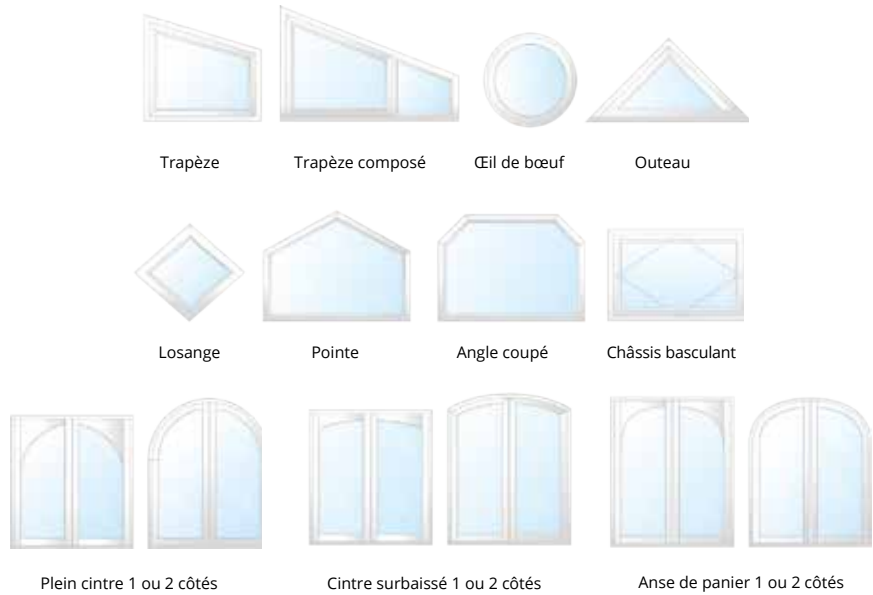 Trapèze
Trapèze composé
Œil de bœuf
Outeau
Losange
Pointe
Angle coupé
Châssis basculant
Plein cintre 1 ou 2 côtés
Cintre surbaissé 1 ou 2 côtés
Anse de panier 1 ou 2 côtés